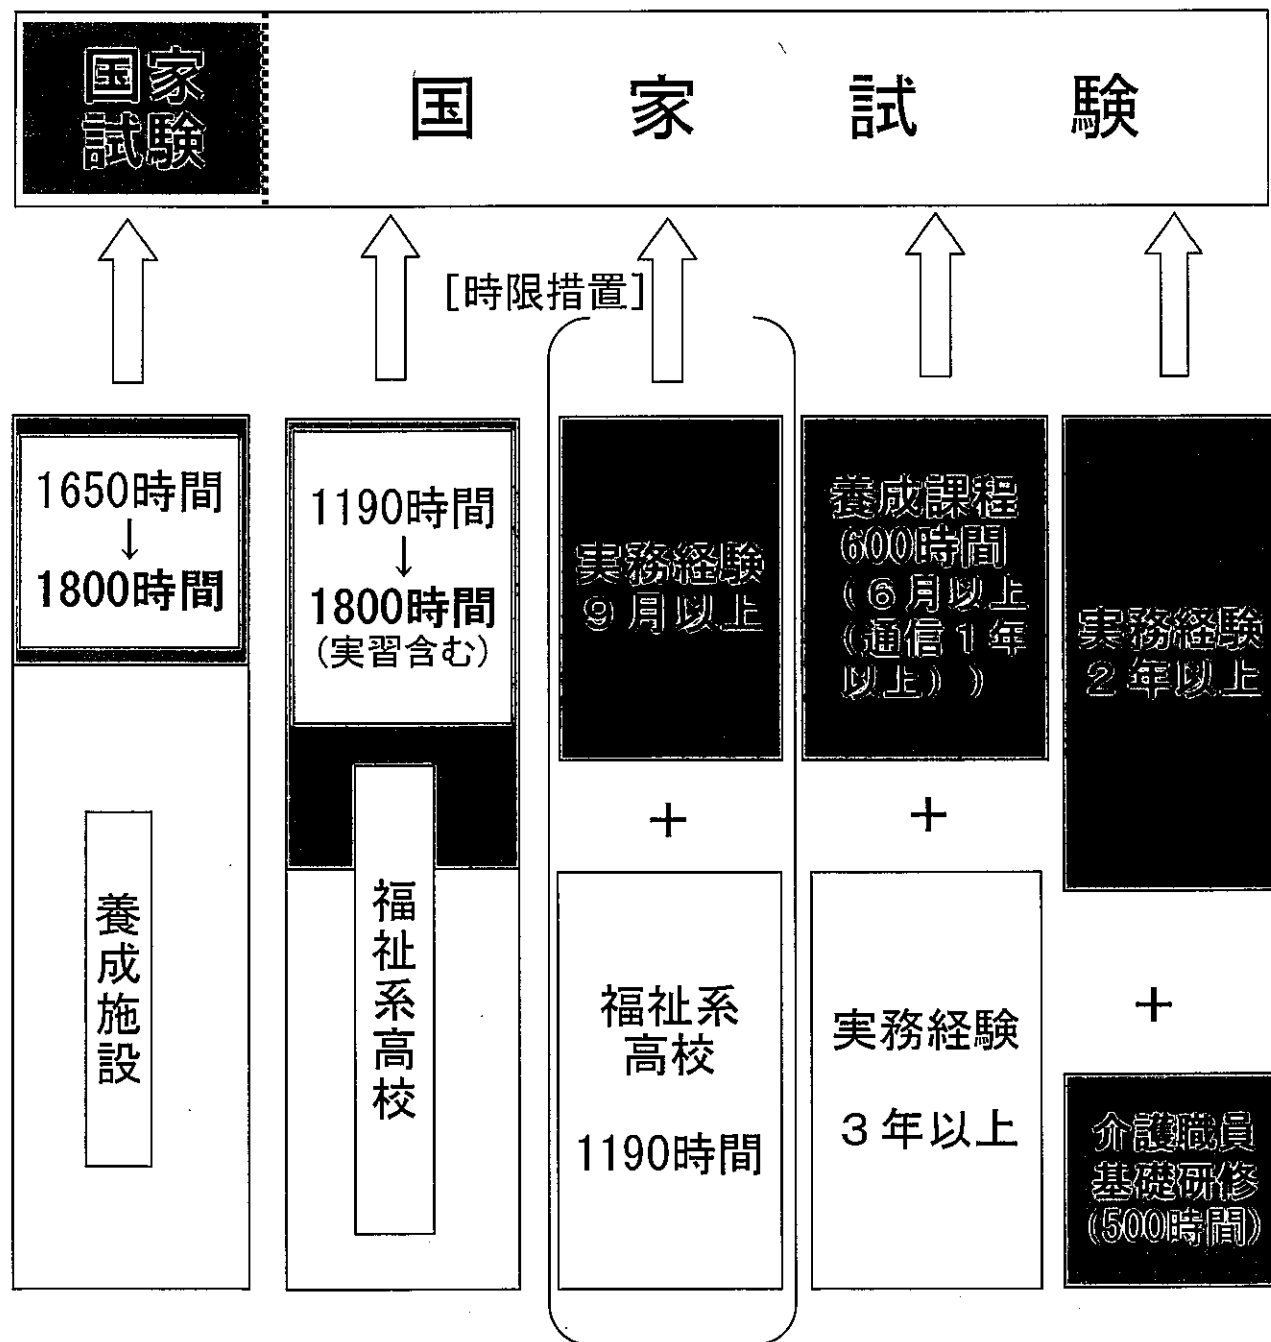 国家
試験
国家試験
[時限措置]
1650時間
↓
1800時間
養成施設
1190時間
↓
1800時間
(実習含む)
福祉系高校
実務経験
9月以上
+
福祉系
高校
1190時間
養成課程
600時間
(6月以上
(通信1年
以上))
+
実務経験
3年以上
実務経験
2年以上
+
介護職員
基礎研修
(500時間)